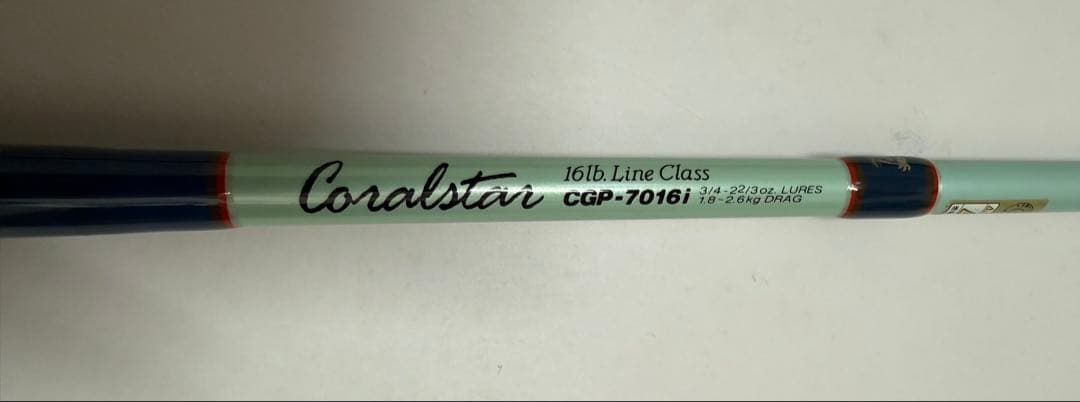 Coralstar
16lb. Line Class
CGP-7016i
3/4-22/3oz. LURES
1.8-2.6kg DRAG